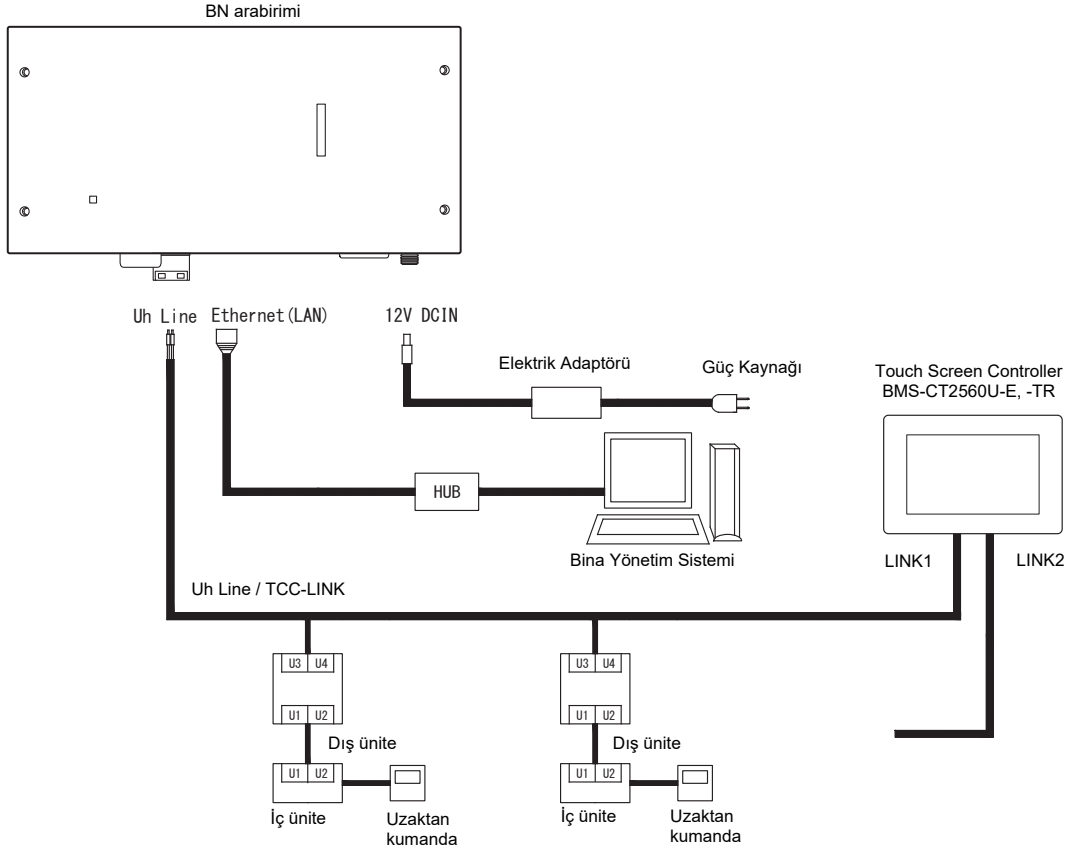 BN arabirimi
Uh Line Ethernet(LAN) 12V DCIN
Elektrik Adaptörü
Güç Kaynağı
Touch Screen Controller
BMS-CT2560U-E, -TR
HUB
Bina Yönetim Sistemi
LINK1
LINK2
Uh Line / TCC-LINK
U3 U4
U3 U4
U1 U2
U1 U2
Dış ünite
Dış ünite
U1 U2
U1 U2
İç ünite
Uzaktan
kumanda
İç ünite
Uzaktan
kumanda